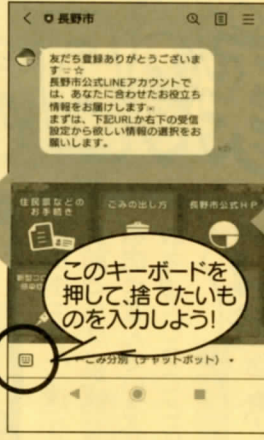 長野市
友だち登録ありがとうございま
す
☆
長野市公式LINEアカウントで
は、あなたに合わせたお役立ち
情報をお届けします
まずは、下記URLか右下の受信
設定から欲しい情報の選択をお
願いします。
住民票などの
お手続き
ごみの出し方
長野市公式HP
このキーボードを
押して、捨てたいも
のを入力しよう!
ごみ分別(チャットボット)